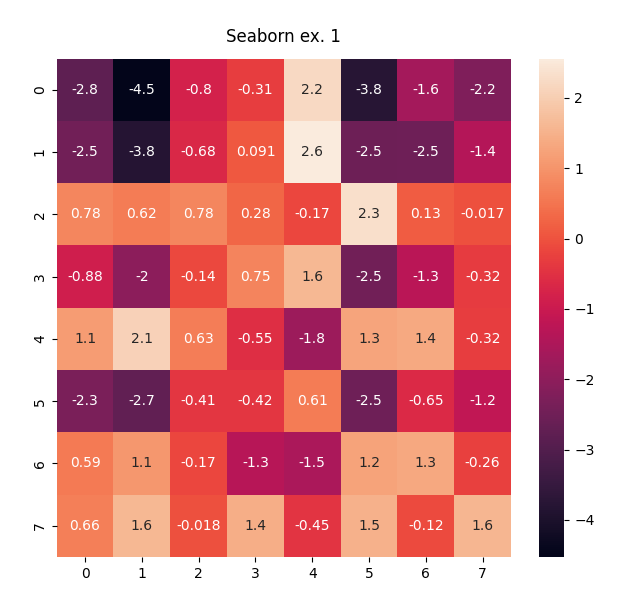 Seaborn ex. 1
0 -2.8 -4.5 -0.8 -0.31 2.2 -3.8 -1.6 -2.2
1 -2.5 -3.8 -0.68 0.091 2.6 -2.5 -2.5 -1.4
2 0.78 0.62 0.78 0.28 -0.17 2.3 0.13 -0.017
3 -0.88 -2 -0.14 0.75 1.6 -2.5 -1.3 -0.32
4 1.1 2.1 0.63 -0.55 -1.8 1.3 1.4 -0.32
5 -2.3 -2.7 -0.41 -0.42 0.61 -2.5 -0.65 -1.2
6 0.59 1.1 -0.17 -1.3 -1.5 1.2 1.3 -0.26
7 0.66 1.6 -0.018 1.4 -0.45 1.5 -0.12 1.6
0 1 2 3 4 5 6 7
2
1
0
−1
−2
−3
−4